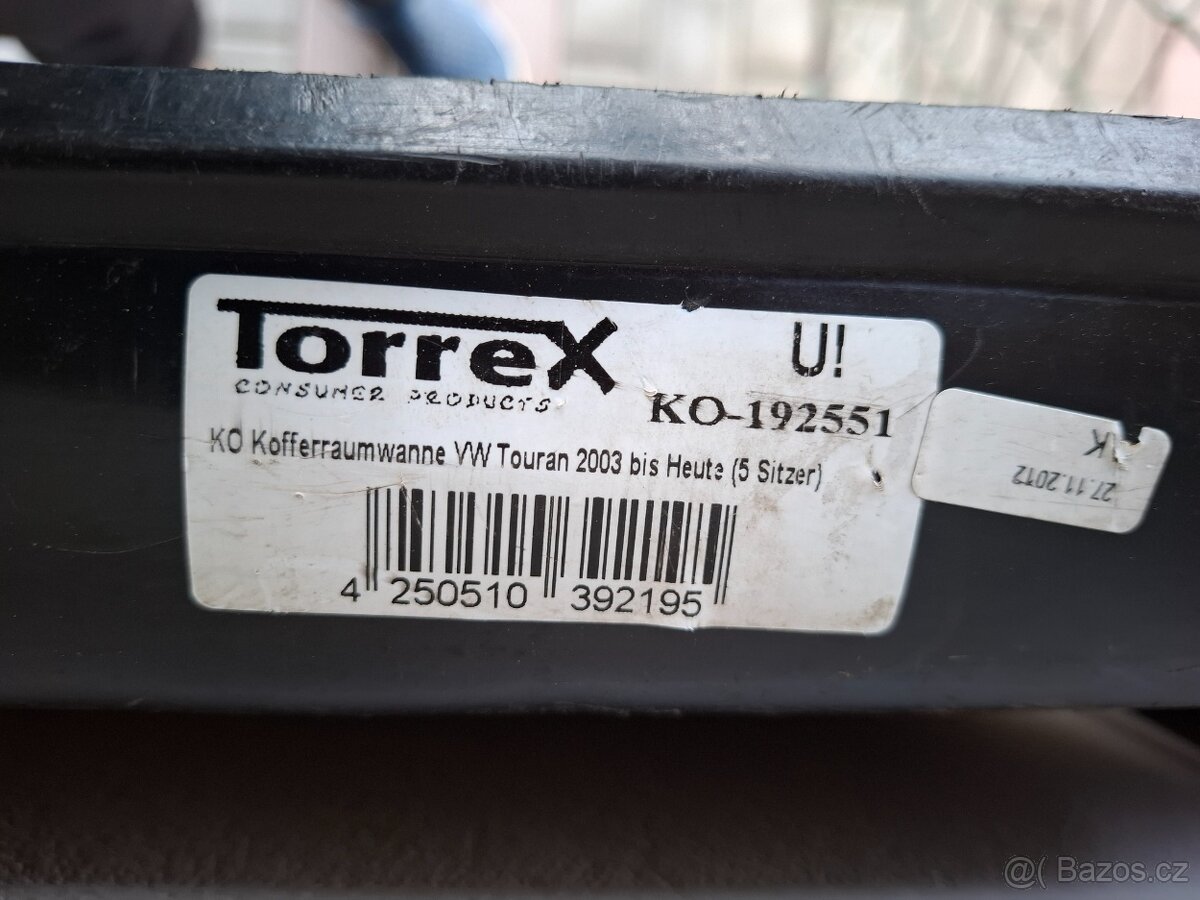 Torrex
CONSUMER PRODUCTS
U!
KO-192551
KO Kofferraumwanne VW Touran 2003 bis Heute (5 Sitzer)
4 250510 392195
27.11.2012
@( Bazoš.cz